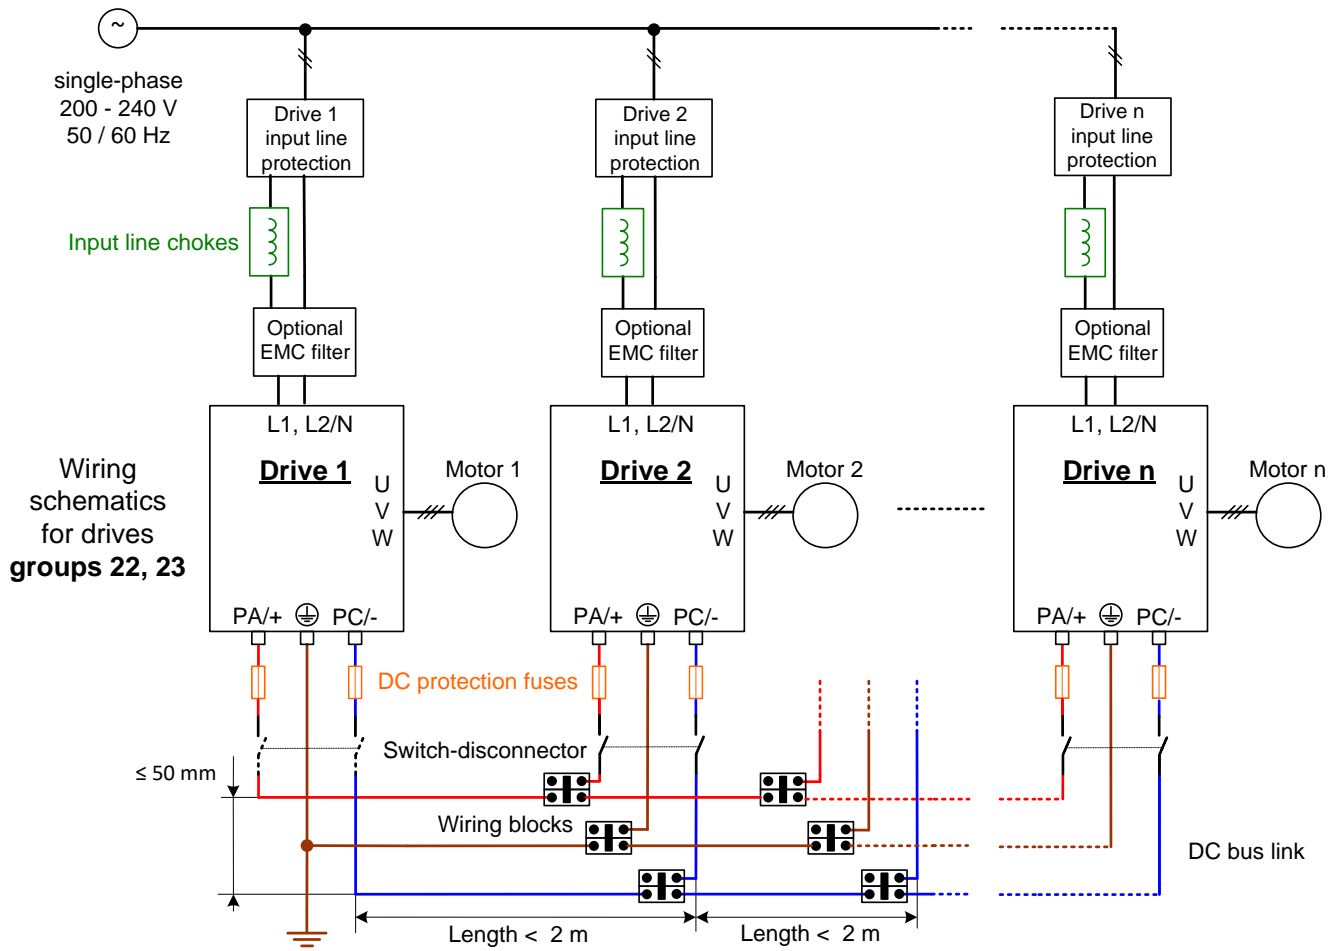 ~
single-phase
200 - 240 V
50 / 60 Hz
Drive 1
input line
protection
Drive 2
input line
protection
Drive n
input line
protection
Input line chokes
Optional
EMC filter
Optional
EMC filter
Optional
EMC filter
L1, L2/N
L1, L2/N
L1, L2/N
Wiring
schematics
for drives
groups 22, 23
Drive 1
U
V
W
Motor 1
Drive 2
U
V
W
Motor 2
Drive n
U
V
W
Motor n
PA/+ PC/-
PA/+ PC/-
PA/+ PC/-
DC protection fuses
Switch-disconnector
≤ 50 mm
Wiring blocks
DC bus link
Length < 2 m
Length < 2 m